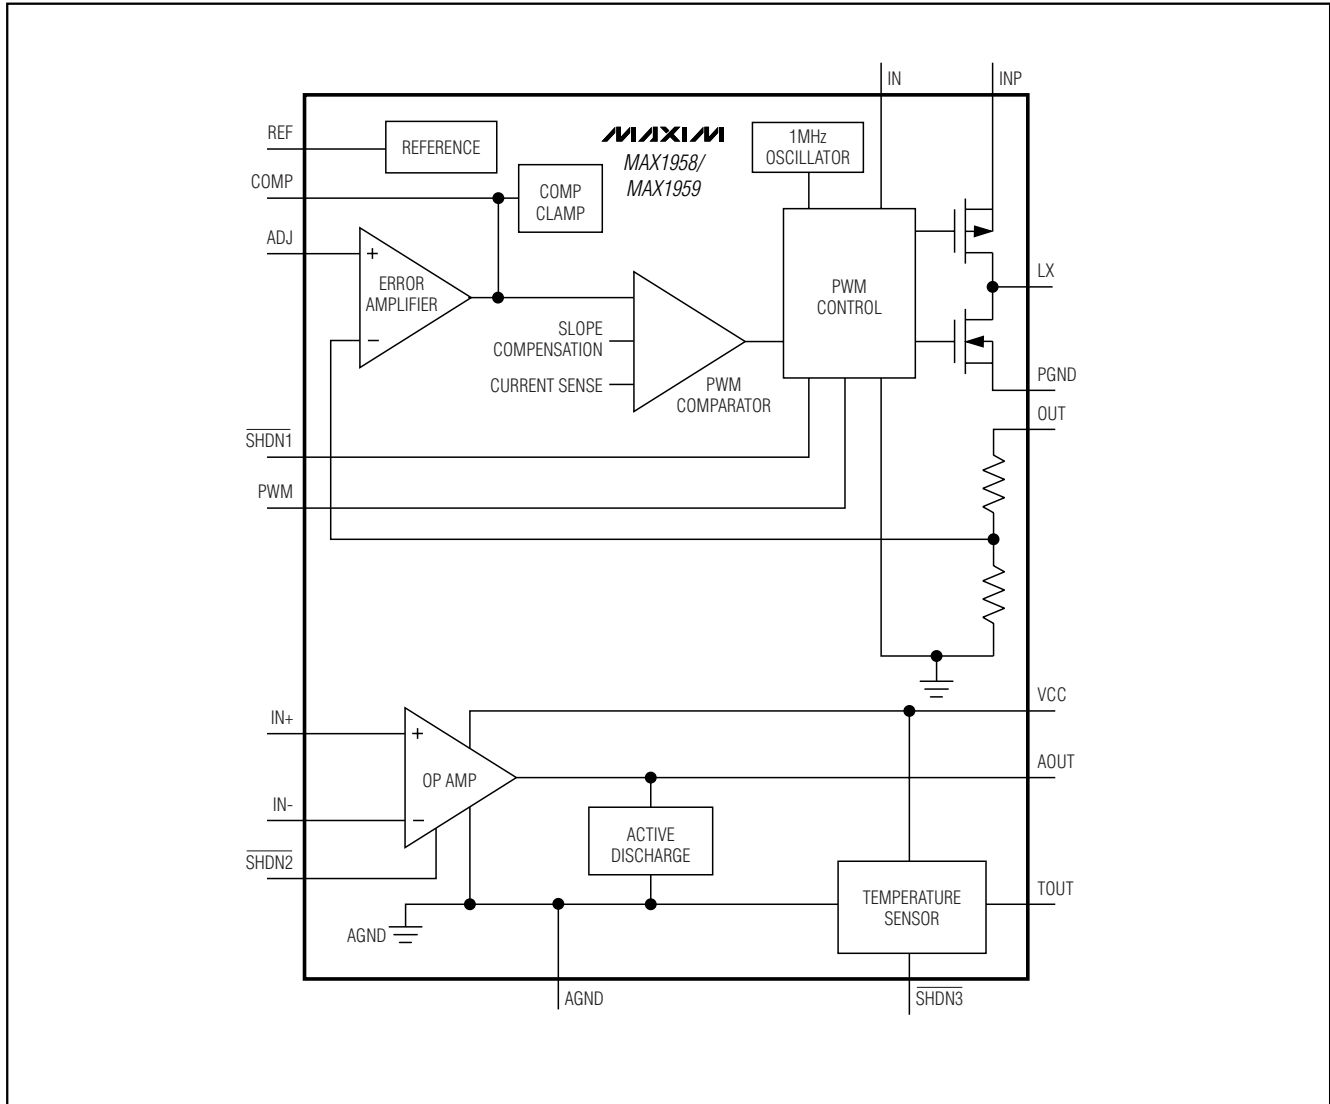 IN
INP
REF
REFERENCE
MAXIM
MAX1958/
MAX1959
1MHz
OSCILLATOR
COMP
COMP
CLAMP
ADJ
+
ERROR
AMPLIFIER
−
PWM
CONTROL
LX
SLOPE
COMPENSATION
CURRENT SENSE
PWM
COMPARATOR
PGND
OUT
SHDN1
PWM
VCC
IN+
+
OP AMP
AOUT
IN-
−
ACTIVE
DISCHARGE
SHDN2
TEMPERATURE
SENSOR
TOUT
AGND
AGND
SHDN3